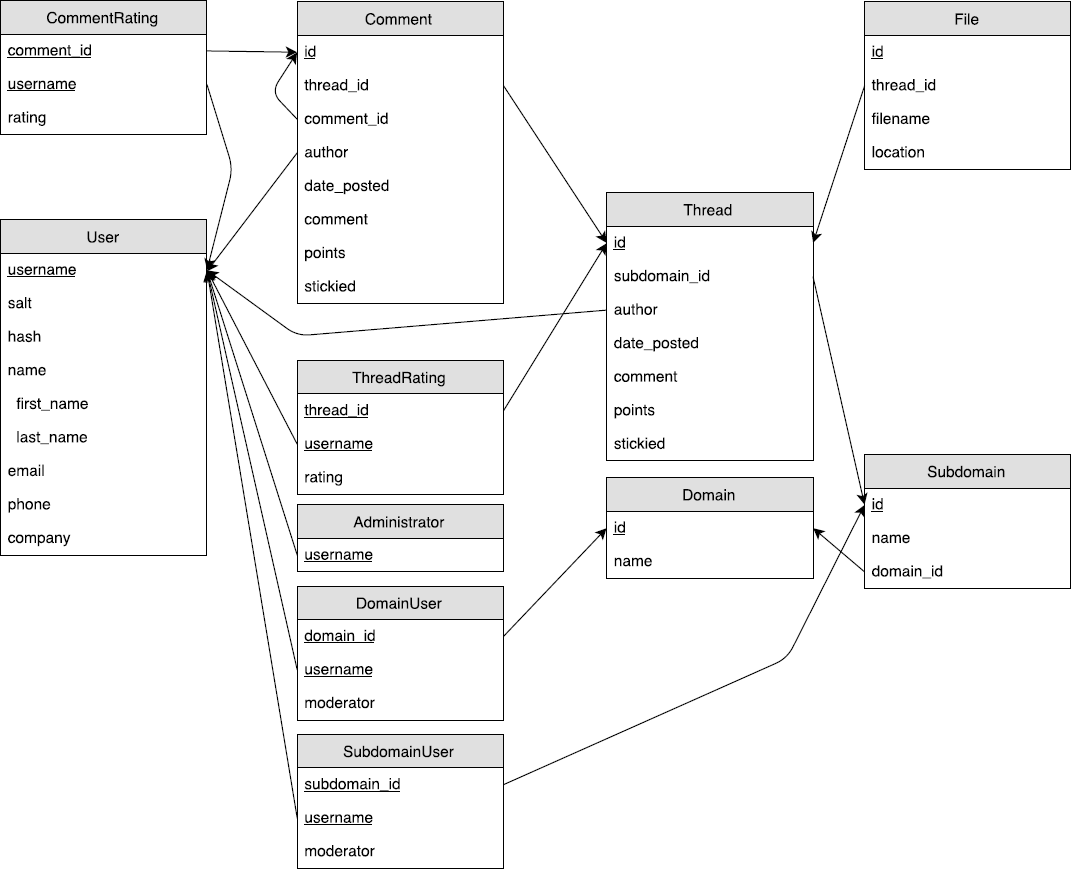 CommentRating
comment_id
username
rating
Comment
id
thread_id
comment_id
author
date_posted
comment
points
stickied
File
id
thread_id
filename
location
User
username
salt
hash
name
first_name
last_name
email
phone
company
Thread
id
subdomain_id
author
date_posted
comment
points
stickied
ThreadRating
thread_id
username
rating
Administrator
username
Domain
id
name
Subdomain
id
name
domain_id
DomainUser
domain_id
username
moderator
SubdomainUser
subdomain_id
username
moderator